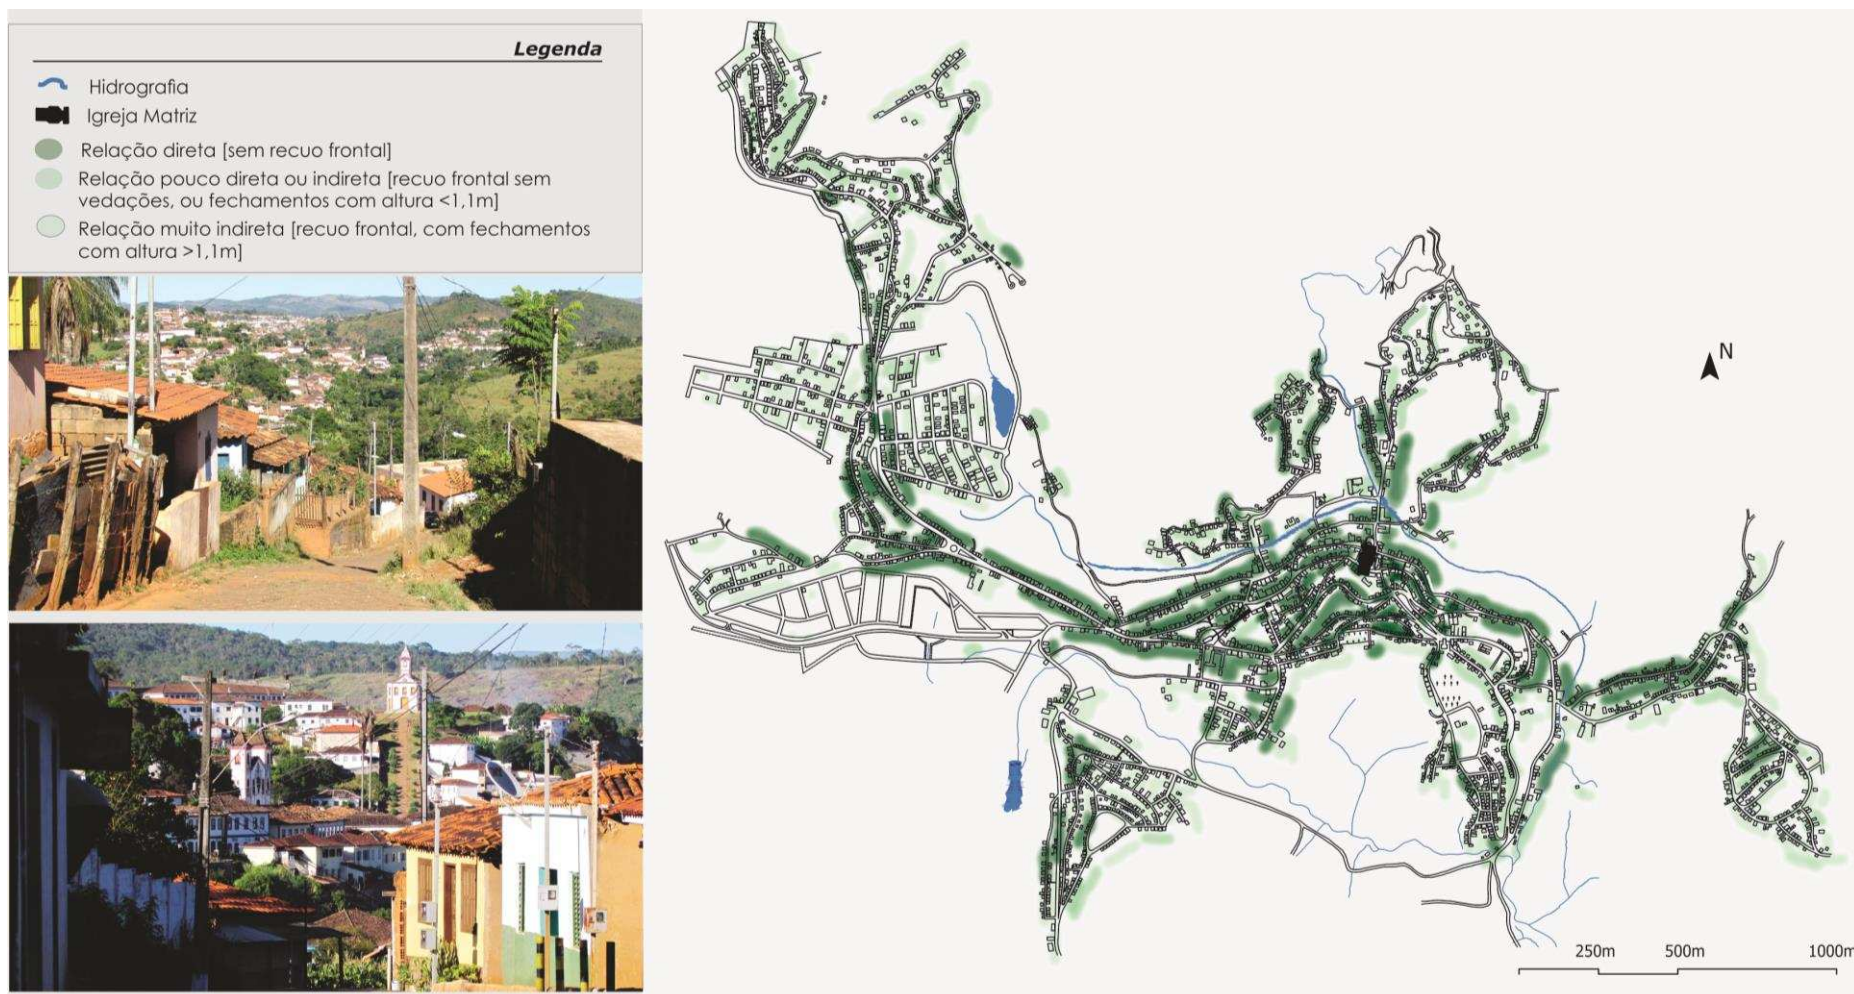 Legenda
Hidrografia
Igreja Matriz
Relação direta [sem recuo frontal]
Relação pouco direta ou indireta [recuo frontal sem
vedações, ou fechamentos com altura <1,1m]
Relação muito indireta [recuo frontal, com fechamentos
com altura >1,1m]
N
250m 500m 1000m